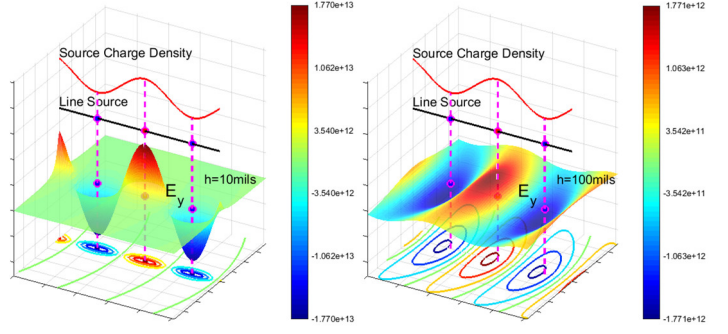 Source Charge Density
Line Source
h=10mils
E_y
1.770e+13
1.062e+13
3.540e+12
-3.540e+12
-1.062e+13
-1.770e+13
Source Charge Density
Line Source
h=100mils
E_y
1.771e+12
1.063e+12
3.542e+11
-3.542e+11
-1.063e+12
-1.771e+12